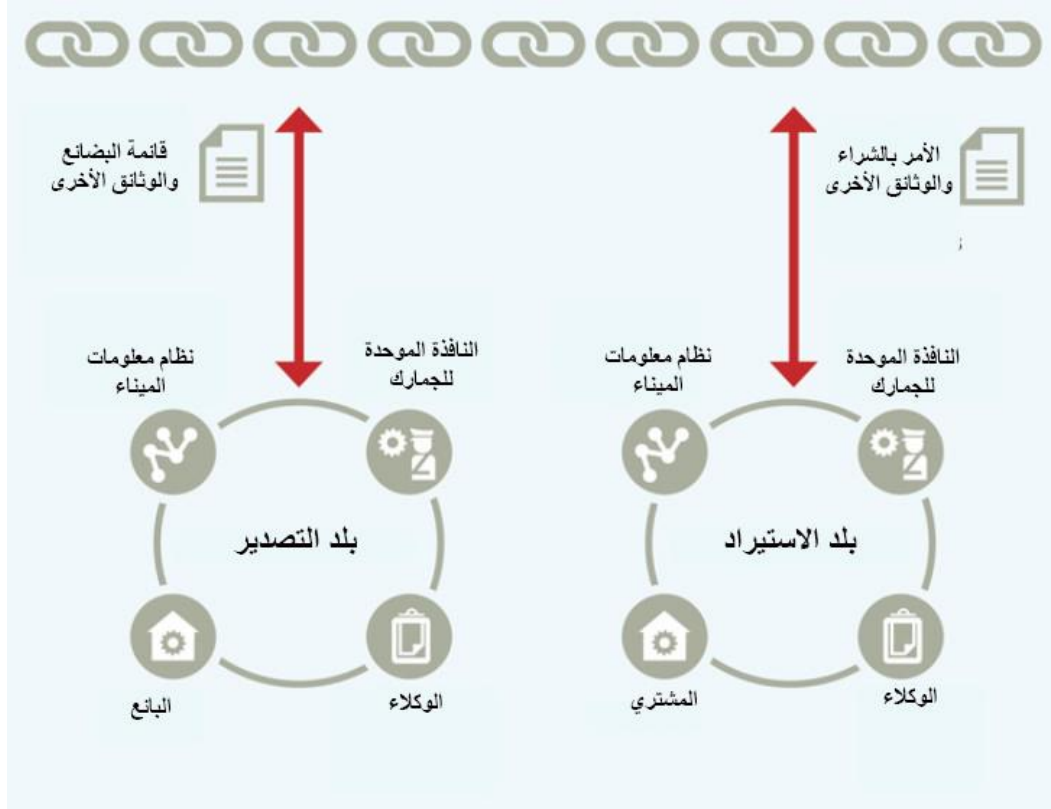 الأمر بالشراء
والوثائق الأخرى
ز
قائمة البضائع
والوثائق الأخرى
النافذة الموحدة
للجمارك
نظام معلومات
الميناء
بلد الاستيراد
الوكلاء
المشتري
النافذة الموحدة
للجمارك
نظام معلومات
الميناء
بلد التصدير
الوكلاء
البائع